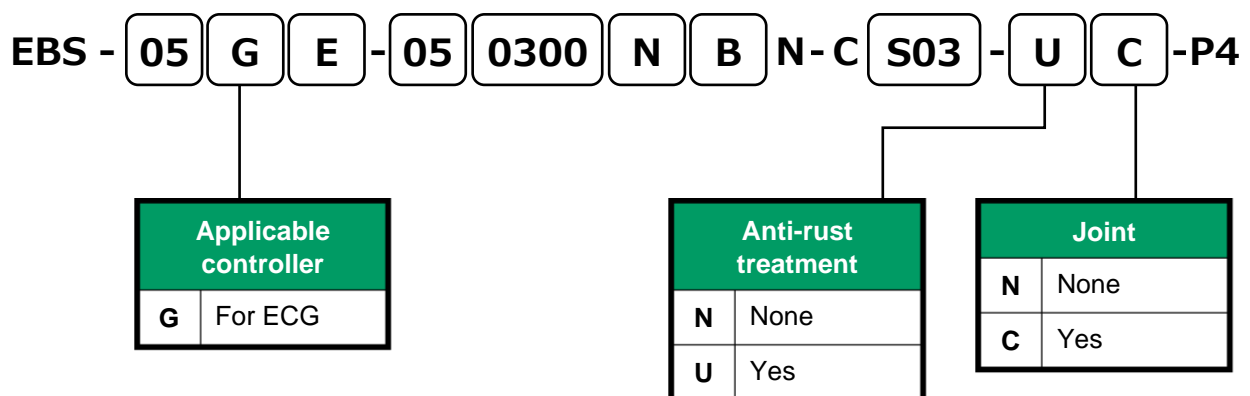 EBS - 05 G E - 05 0300 N B N - C S03 - U C -P4
Applicable
controller
G For ECG
Anti-rust
treatment
N None
U Yes
Joint
N None
C Yes